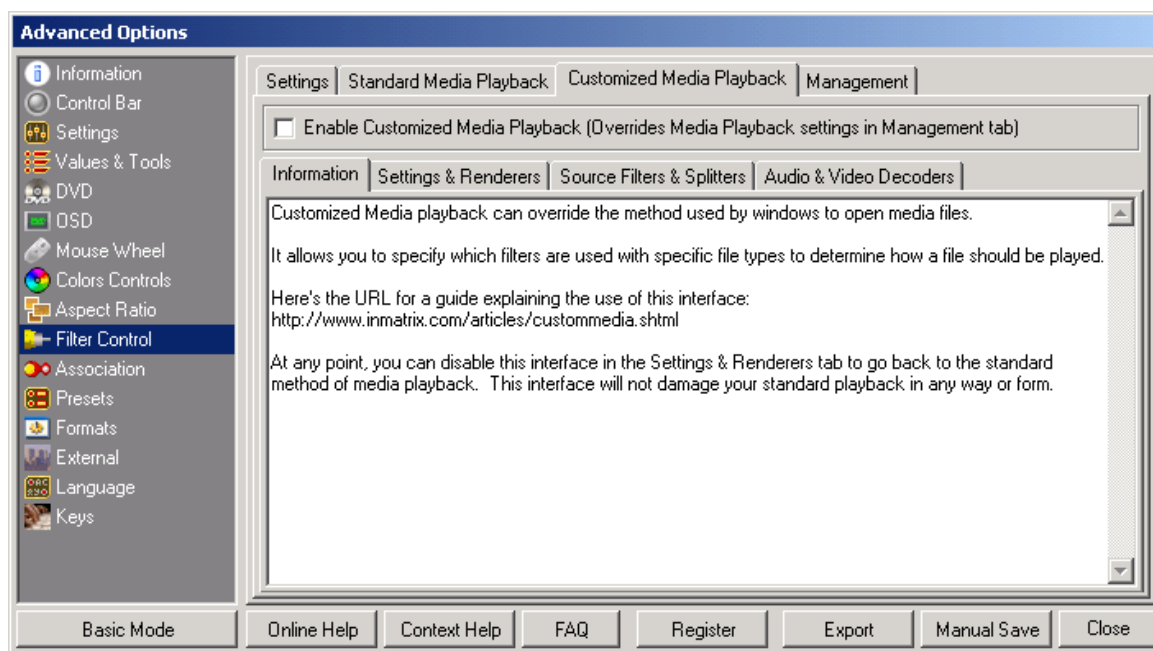 Advanced Options
Information
Control Bar
Settings
Values & Tools
DVD
OSD
Mouse Wheel
Colors Controls
Aspect Ratio
Filter Control
Association
Presets
Formats
External
Language
Keys
Settings
Standard Media Playback
Customized Media Playback
Management
Enable Customized Media Playback (Overrides Media Playback settings in Management tab)
Information
Settings & Renderers
Source Filters & Splitters
Audio & Video Decoders
Customized Media playback can override the method used by windows to open media files.
It allows you to specify which filters are used with specific file types to determine how a file should be played.
Here's the URL for a guide explaining the use of this interface:
http://www.inmatrix.com/articles/custommedia.shtml
At any point, you can disable this interface in the Settings & Renderers tab to go back to the standard
method of media playback.  This interface will not damage your standard playback in any way or form.
Basic Mode
Online Help
Context Help
FAQ
Register
Export
Manual Save
Close